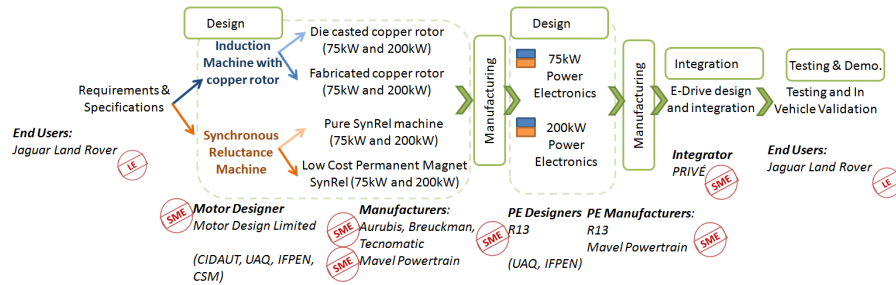 Design
Induction
Machine with
copper rotor
Die casted copper rotor
(75kW and 200kW)
Fabricated copper rotor
(75kW and 200kW)
Requirements &
Specifications
Synchronous
Reluctance
Machine
Pure SynRel machine
(75kW and 200kW)
Low Cost Permanent Magnet
SynRel (75kW and 200kW)
Manufacturing
Design
75kW
Power
Electronics
200kW
Power
Electronics
Manufacturing
Integration
E-Drive design
and integration
Testing & Demo.
Testing and In
Vehicle Validation
End Users:
Jaguar Land Rover
LE
SME
Motor Designer
Motor Design Limited
(CIDAUT, UAQ, IFPEN,
CSM)
SME
SME
Manufacturers:
Aurubis, Breuckman,
Tecnomatic
Mavel Powertrain
SME
PE Designers
R13
(UAQ, IFPEN)
PE Manufacturers:
R13
Mavel Powertrain
SME
Integrator
PRIVÉ
SME
End Users:
Jaguar Land Rover
LE